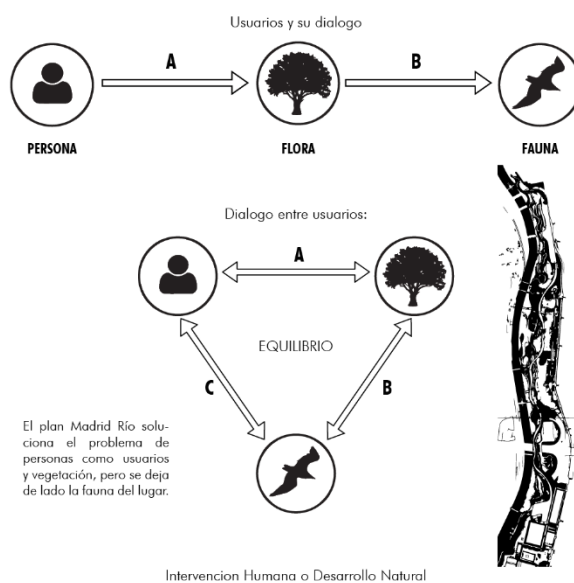 Usuarios y su dialogo
A
B
PERSONA
FLORA
FAUNA
Dialogo entre usuarios:
A
EQUILIBRIO
C
B
El plan Madrid Río solu-
ciona el problema de
personas como usuarios
y vegetación, pero se deja
de lado la fauna del lugar.
Intervencion Humana o Desarrollo Natural